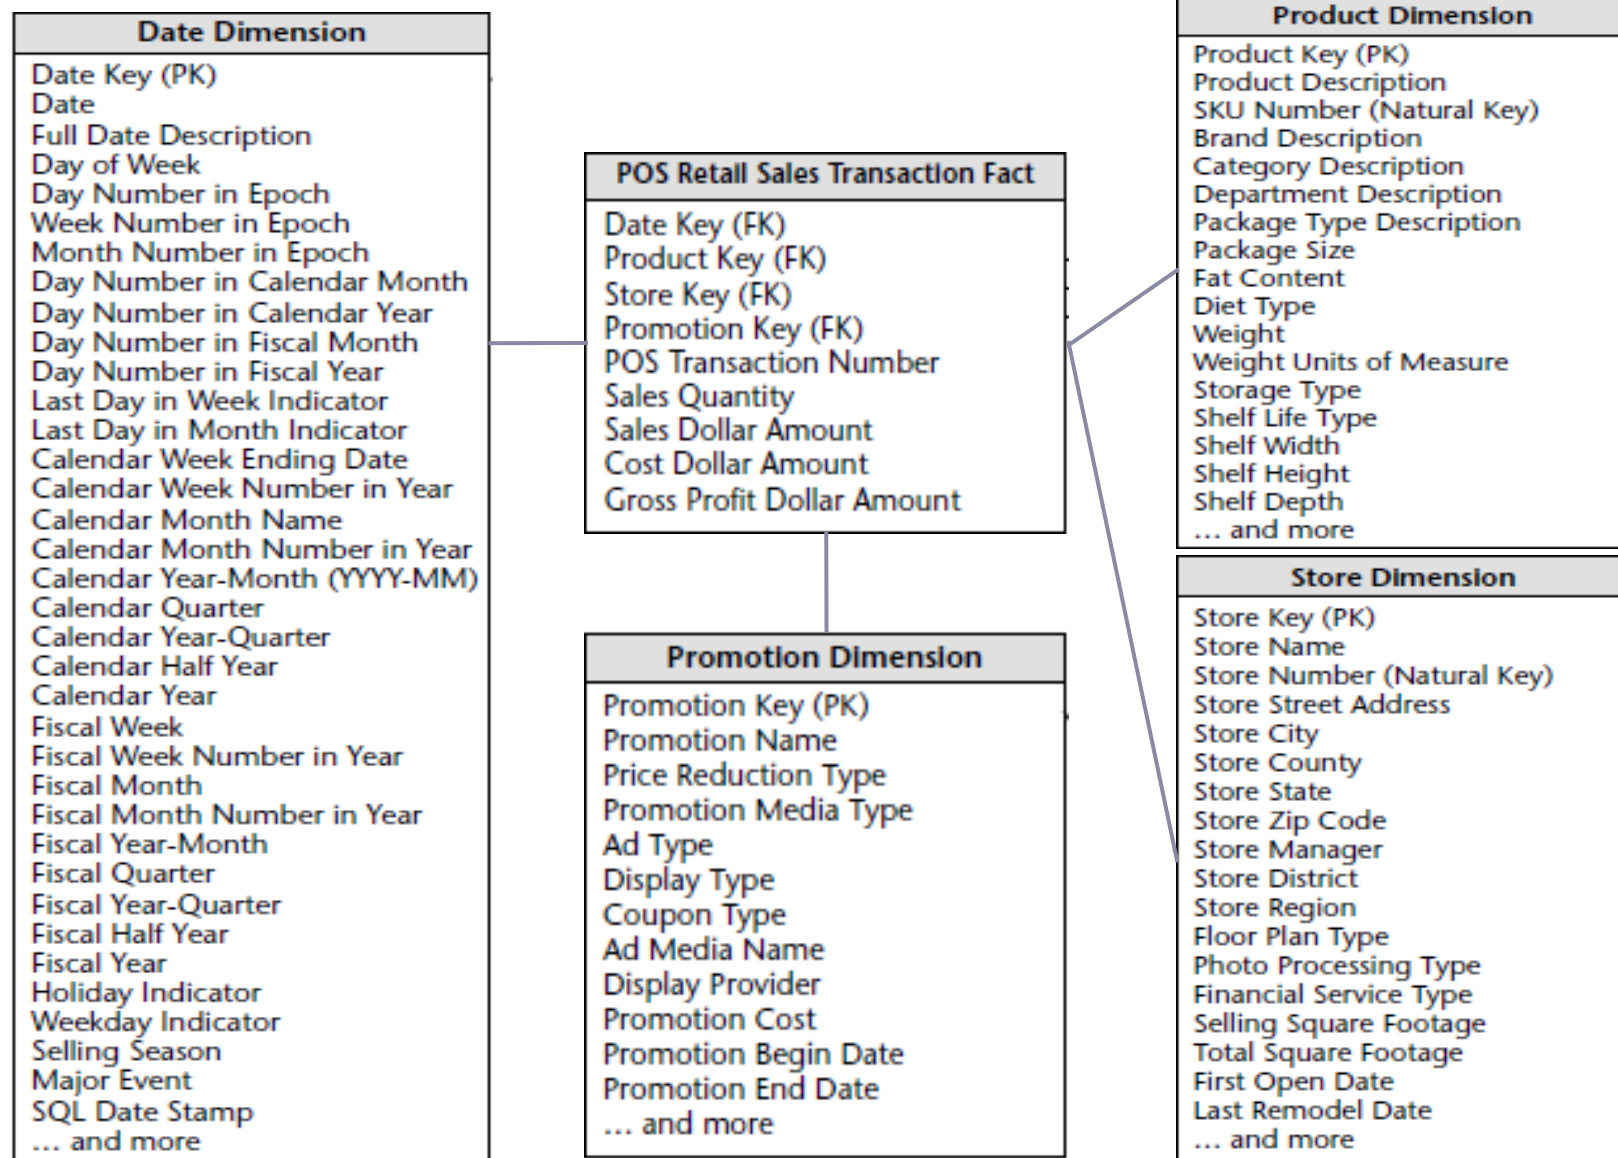 Date Dimension
Date Key (PK)
Date
Full Date Description
Day of Week
Day Number in Epoch
Week Number in Epoch
Month Number in Epoch
Day Number in Calendar Month
Day Number in Calendar Year
Day Number in Fiscal Month
Day Number in Fiscal Year
Last Day in Week Indicator
Last Day in Month Indicator
Calendar Week Ending Date
Calendar Week Number in Year
Calendar Month Name
Calendar Month Number in Year
Calendar Year-Month (YYYY-MM)
Calendar Quarter
Calendar Year-Quarter
Calendar Half Year
Calendar Year
Fiscal Week
Fiscal Week Number in Year
Fiscal Month
Fiscal Month Number in Year
Fiscal Year-Month
Fiscal Quarter
Fiscal Year-Quarter
Fiscal Half Year
Fiscal Year
Holiday Indicator
Weekday Indicator
Selling Season
Major Event
SQL Date Stamp
... and more
POS Retail Sales Transaction Fact
Date Key (FK)
Product Key (FK)
Store Key (FK)
Promotion Key (FK)
POS Transaction Number
Sales Quantity
Sales Dollar Amount
Cost Dollar Amount
Gross Profit Dollar Amount
Promotion Dimension
Promotion Key (PK)
Promotion Name
Price Reduction Type
Promotion Media Type
Ad Type
Display Type
Coupon Type
Ad Media Name
Display Provider
Promotion Cost
Promotion Begin Date
Promotion End Date
... and more
Product Dimension
Product Key (PK)
Product Description
SKU Number (Natural Key)
Brand Description
Category Description
Department Description
Package Type Description
Package Size
Fat Content
Diet Type
Weight
Weight Units of Measure
Storage Type
Shelf Life Type
Shelf Width
Shelf Height
Shelf Depth
... and more
Store Dimension
Store Key (PK)
Store Name
Store Number (Natural Key)
Store Street Address
Store City
Store County
Store State
Store Zip Code
Store Manager
Store District
Store Region
Floor Plan Type
Photo Processing Type
Financial Service Type
Selling Square Footage
Total Square Footage
First Open Date
Last Remodel Date
... and more